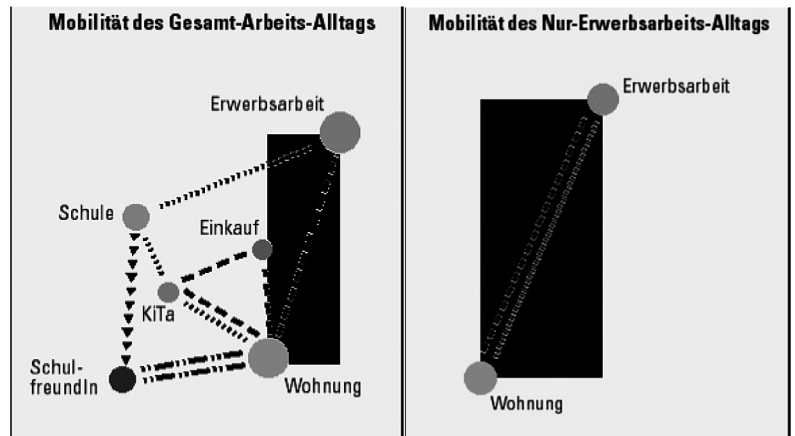 Mobilität des Gesamt-Arbeits-Alltags
Erwerbsarbeit
Schule
Einkauf
KiTa
Schul-
freundIn
Wohnung
Mobilität des Nur-Erwerbsarbeits-Alltags
Erwerbsarbeit
Wohnung